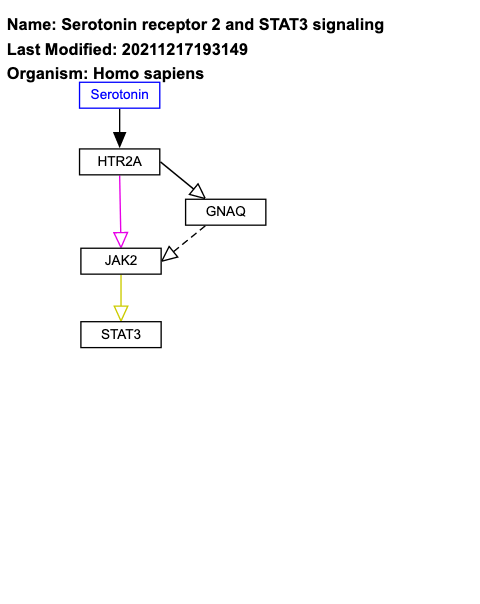 Name: Serotonin receptor 2 and STAT3 signaling
Last Modified: 20211217193149
Organism: Homo sapiens
Serotonin
HTR2A
GNAQ
JAK2
STAT3